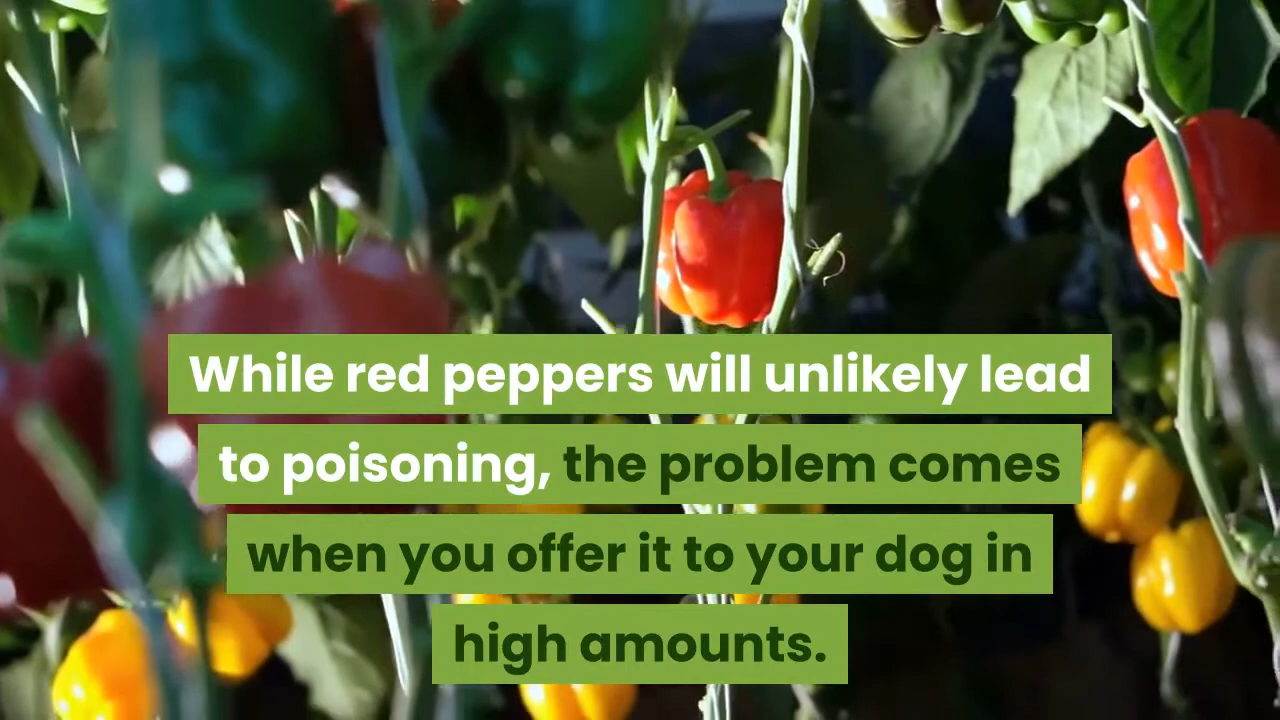 While red peppers will unlikely lead
to poisoning, the problem comes
when you offer it to your dog in
high amounts.